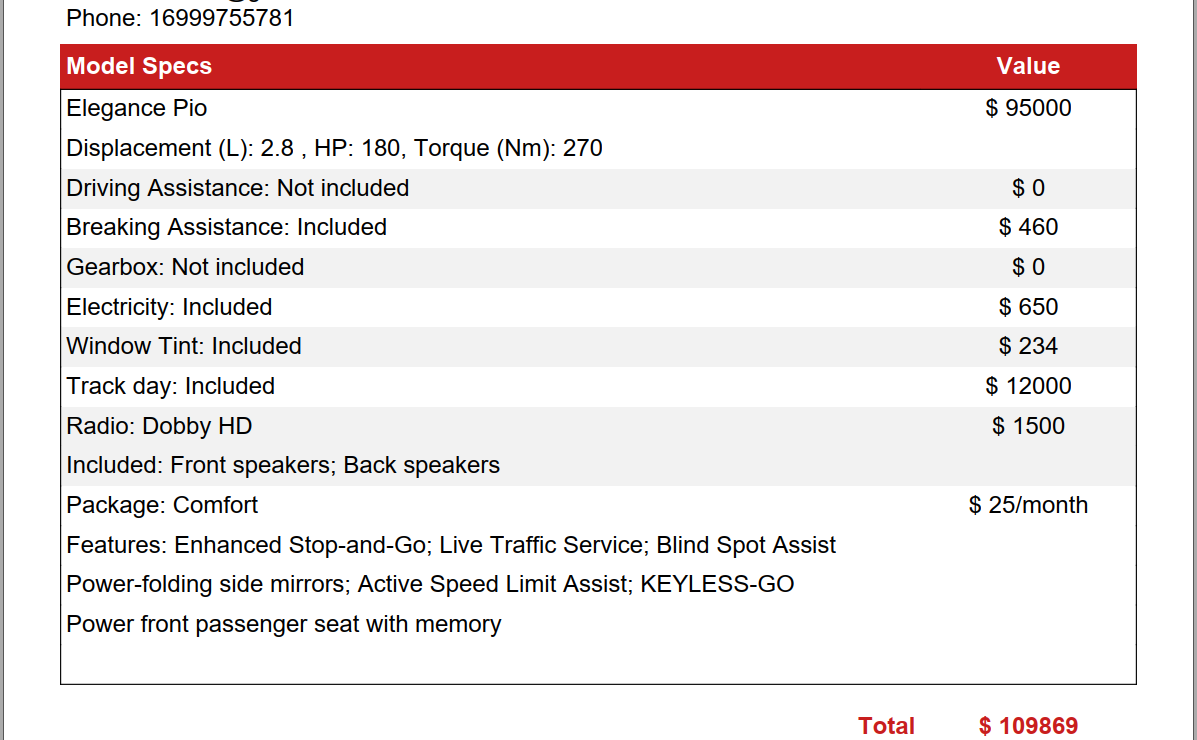 Phone: 16999755781
Model Specs Value
Elegance Pio $ 95000
Displacement (L): 2.8 , HP: 180, Torque (Nm): 270
Driving Assistance: Not included $ 0
Breaking Assistance: Included $ 460
Gearbox: Not included $ 0
Electricity: Included $ 650
Window Tint: Included $ 234
Track day: Included $ 12000
Radio: Dobby HD $ 1500
Included: Front speakers; Back speakers
Package: Comfort $ 25/month
Features: Enhanced Stop-and-Go; Live Traffic Service; Blind Spot Assist
Power-folding side mirrors; Active Speed Limit Assist; KEYLESS-GO
Power front passenger seat with memory
Total $ 109869